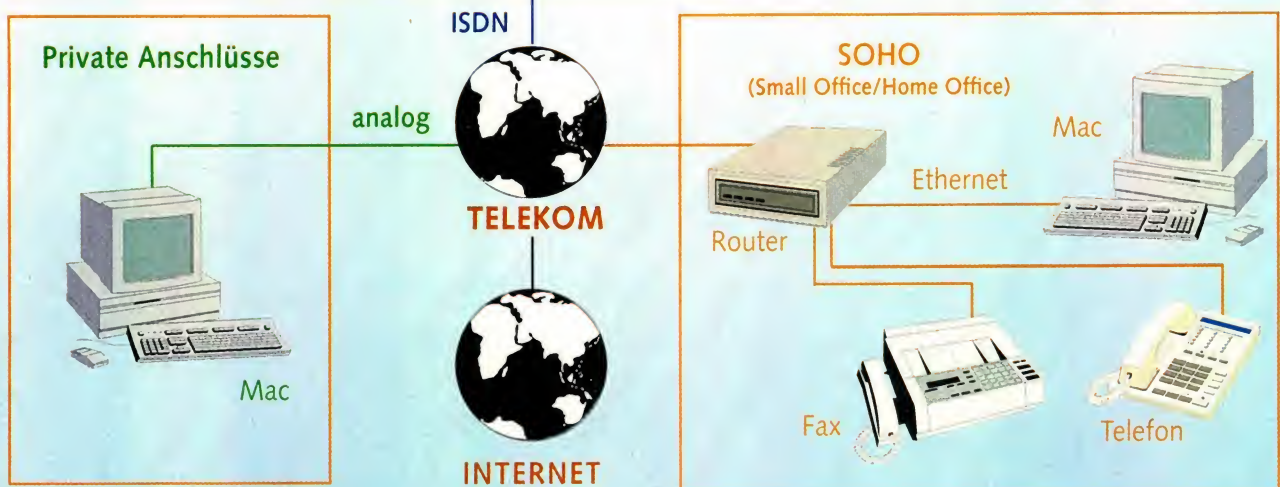 ISDN
Private Anschlüsse
analog
TELEKOM
INTERNET
Mac
SOHO
(Small Office/Home Office)
Mac
Ethernet
Router
Fax
Telefon